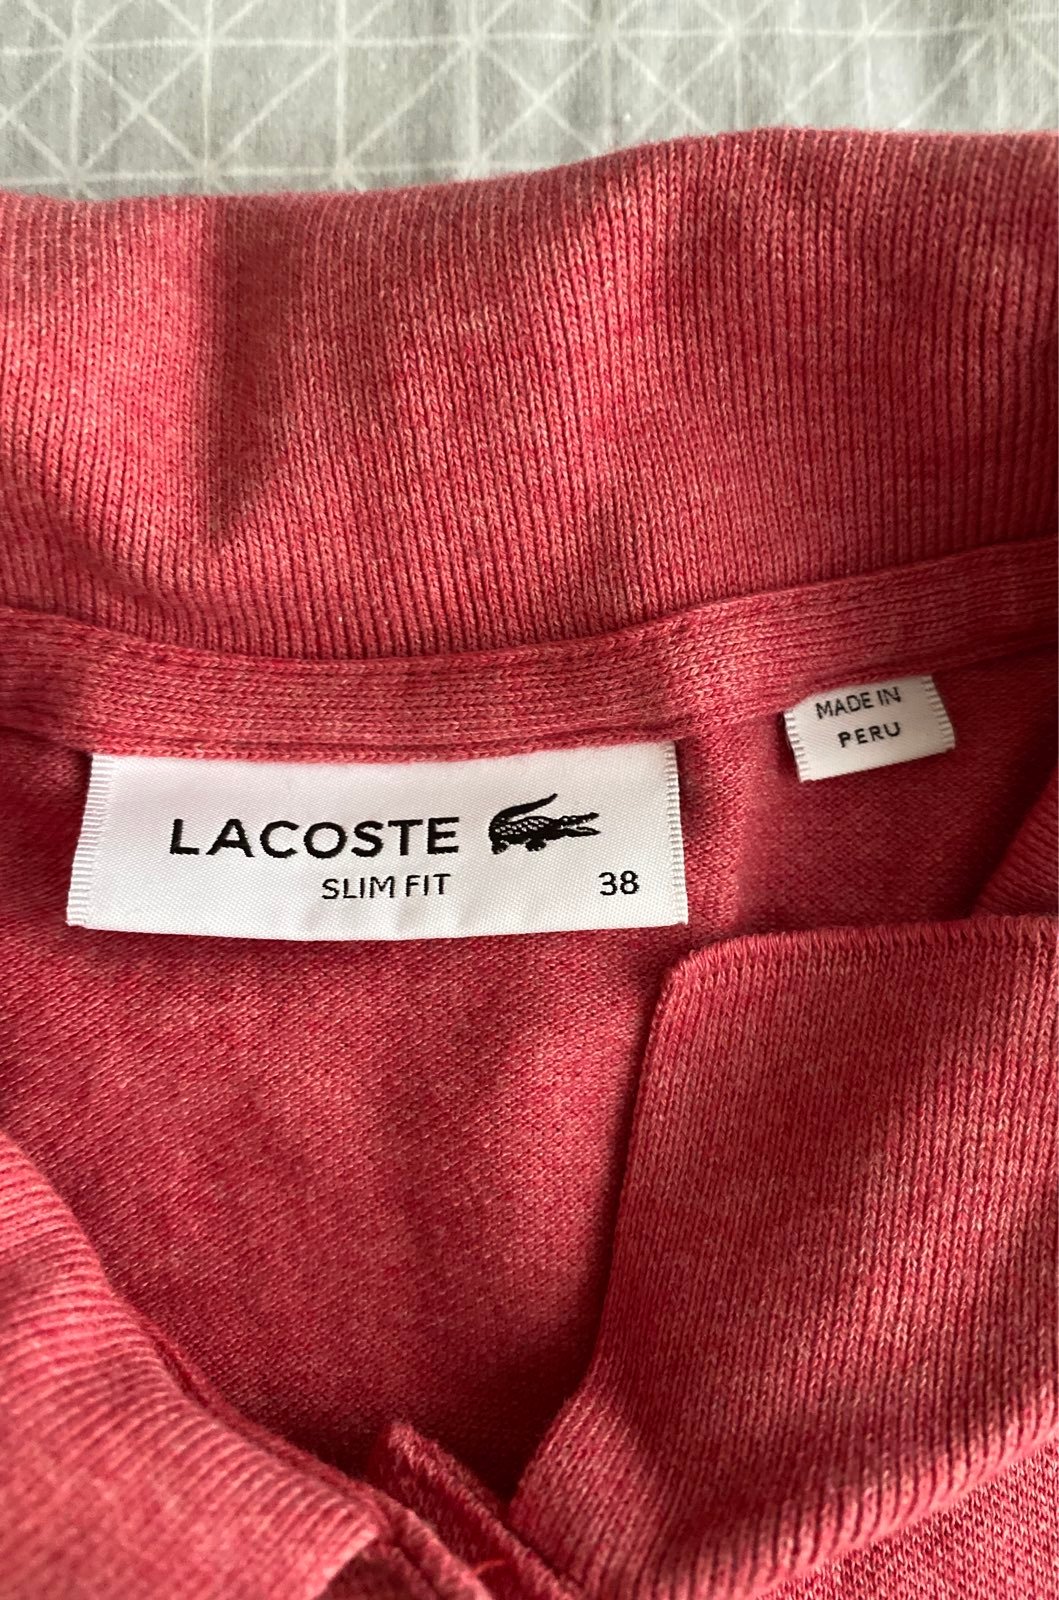 MADE IN
PERU
LACOSTE
SLIM FIT 38